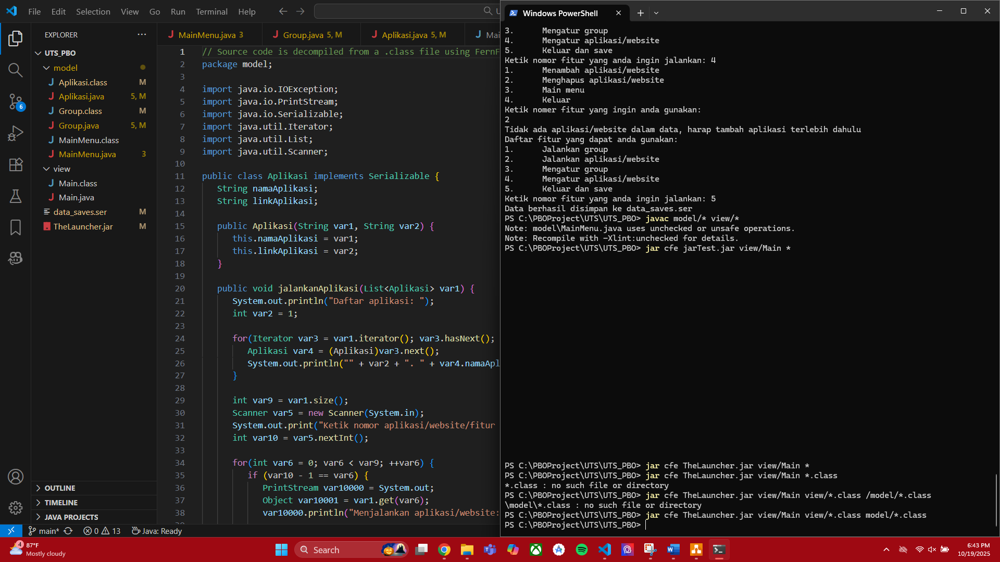 File Edit Selection View Go Run Terminal Help
EXPLORER
UTS_PBO
model
Aplikasi.class M
Aplikasi.java 5, M
Group.class M
Group.java 5, M
MainMenu.class
MainMenu.java 3
view
Main.class
Main.java
data_saves.ser M
TheLauncher.jar M
OUTLINE
TIMELINE
JAVA PROJECTS
6
MainMenu.java 3 Group.java 5, M Aplikasi.java 5, M Mai
1 // Source code is decompiled from a .class file using FernF
2 package model;
3
4 import java.io.IOException;
5 import java.io.PrintStream;
6 import java.io.Serializable;
7 import java.util.Iterator;
8 import java.util.List;
9 import java.util.Scanner;
10
11 public class Aplikasi implements Serializable {
12 String namaAplikasi;
13 String linkAplikasi;
14
15 public Aplikasi(String var1, String var2) {
16 this.namaAplikasi = var1;
17 this.linkAplikasi = var2;
18 }
19
20 public void jalankanAplikasi(List<Aplikasi> var1) {
21 System.out.println("Daftar aplikasi: ");
22 int var2 = 1;
23
24 for(Iterator var3 = var1.iterator(); var3.hasNext();
25 Aplikasi var4 = (Aplikasi)var3.next();
26 System.out.println("" + var2 + ". " + var4.namaApl
27 }
28
29 int var9 = var1.size();
30 Scanner var5 = new Scanner(System.in);
31 System.out.print("Ketik nomor aplikasi/website/fitur
32 int var10 = var5.nextInt();
33
34 for(int var6 = 0; var6 < var9; ++var6) {
35 if (var10 - 1 == var6) {
36 PrintStream var10000 = System.out;
37 Object var10001 = var1.get(var6);
38 var10000.println("Menjalankan aplikasi/website:
main* 0 13 Java: Ready
Windows PowerShell
3. Mengatur group
4. Mengatur aplikasi/website
5. Keluar dan save
Ketik nomor fitur yang anda ingin jalankan: 4
1. Menambah aplikasi/website
2. Menghapus aplikasi/website
3. Main menu
4. Keluar
Ketik nomer fitur yang ingin anda gunakan:
2
Tidak ada aplikasi/website dalam data, harap tambah aplikasi terlebih dahulu
Daftar fitur yang dapat anda gunakan:
1. Jalankan group
2. Jalankan aplikasi/website
3. Mengatur group
4. Mengatur aplikasi/website
5. Keluar dan save
Ketik nomor fitur yang anda ingin jalankan: 5
Data berhasil disimpan ke data_saves.ser
PS C:\PBOProject\UTS\UTS_PBO> javac model/* view/*
Note: model\MainMenu.java uses unchecked or unsafe operations.
Note: Recompile with -Xlint:unchecked for details.
PS C:\PBOProject\UTS\UTS_PBO> jar cfe jarTest.jar view/Main *
PS C:\PBOProject\UTS\UTS_PBO> jar cfe TheLauncher.jar view/Main *
PS C:\PBOProject\UTS\UTS_PBO> jar cfe TheLauncher.jar view/Main *.class
*.class : no such file or directory
PS C:\PBOProject\UTS\UTS_PBO> jar cfe TheLauncher.jar view/Main view/*.class /model/*.class
\model\*.class : no such file or directory
PS C:\PBOProject\UTS\UTS_PBO> jar cfe TheLauncher.jar view/Main view/*.class model/*.class
PS C:\PBOProject\UTS\UTS_PBO>
4
87°F
Mostly cloudy
Search
6:43 PM
10/19/2025